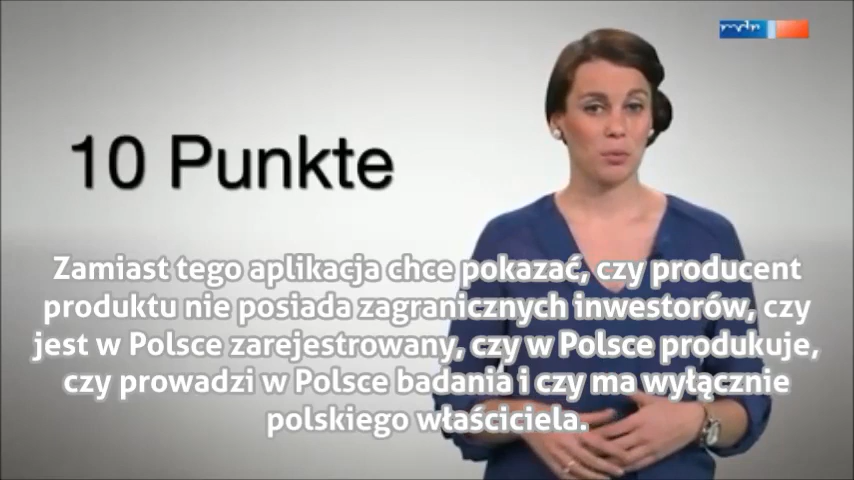 mdr
10 Punkte
Zamiast tego aplikacja chce pokazać, czy producent
produktu nie posiada zagranicznych inwestorów, czy
jest w Polsce zarejestrowany, czy w Polsce produkuje,
czy prowadzi w Polsce badania i czy ma wyłącznie
polskiego właściciela.